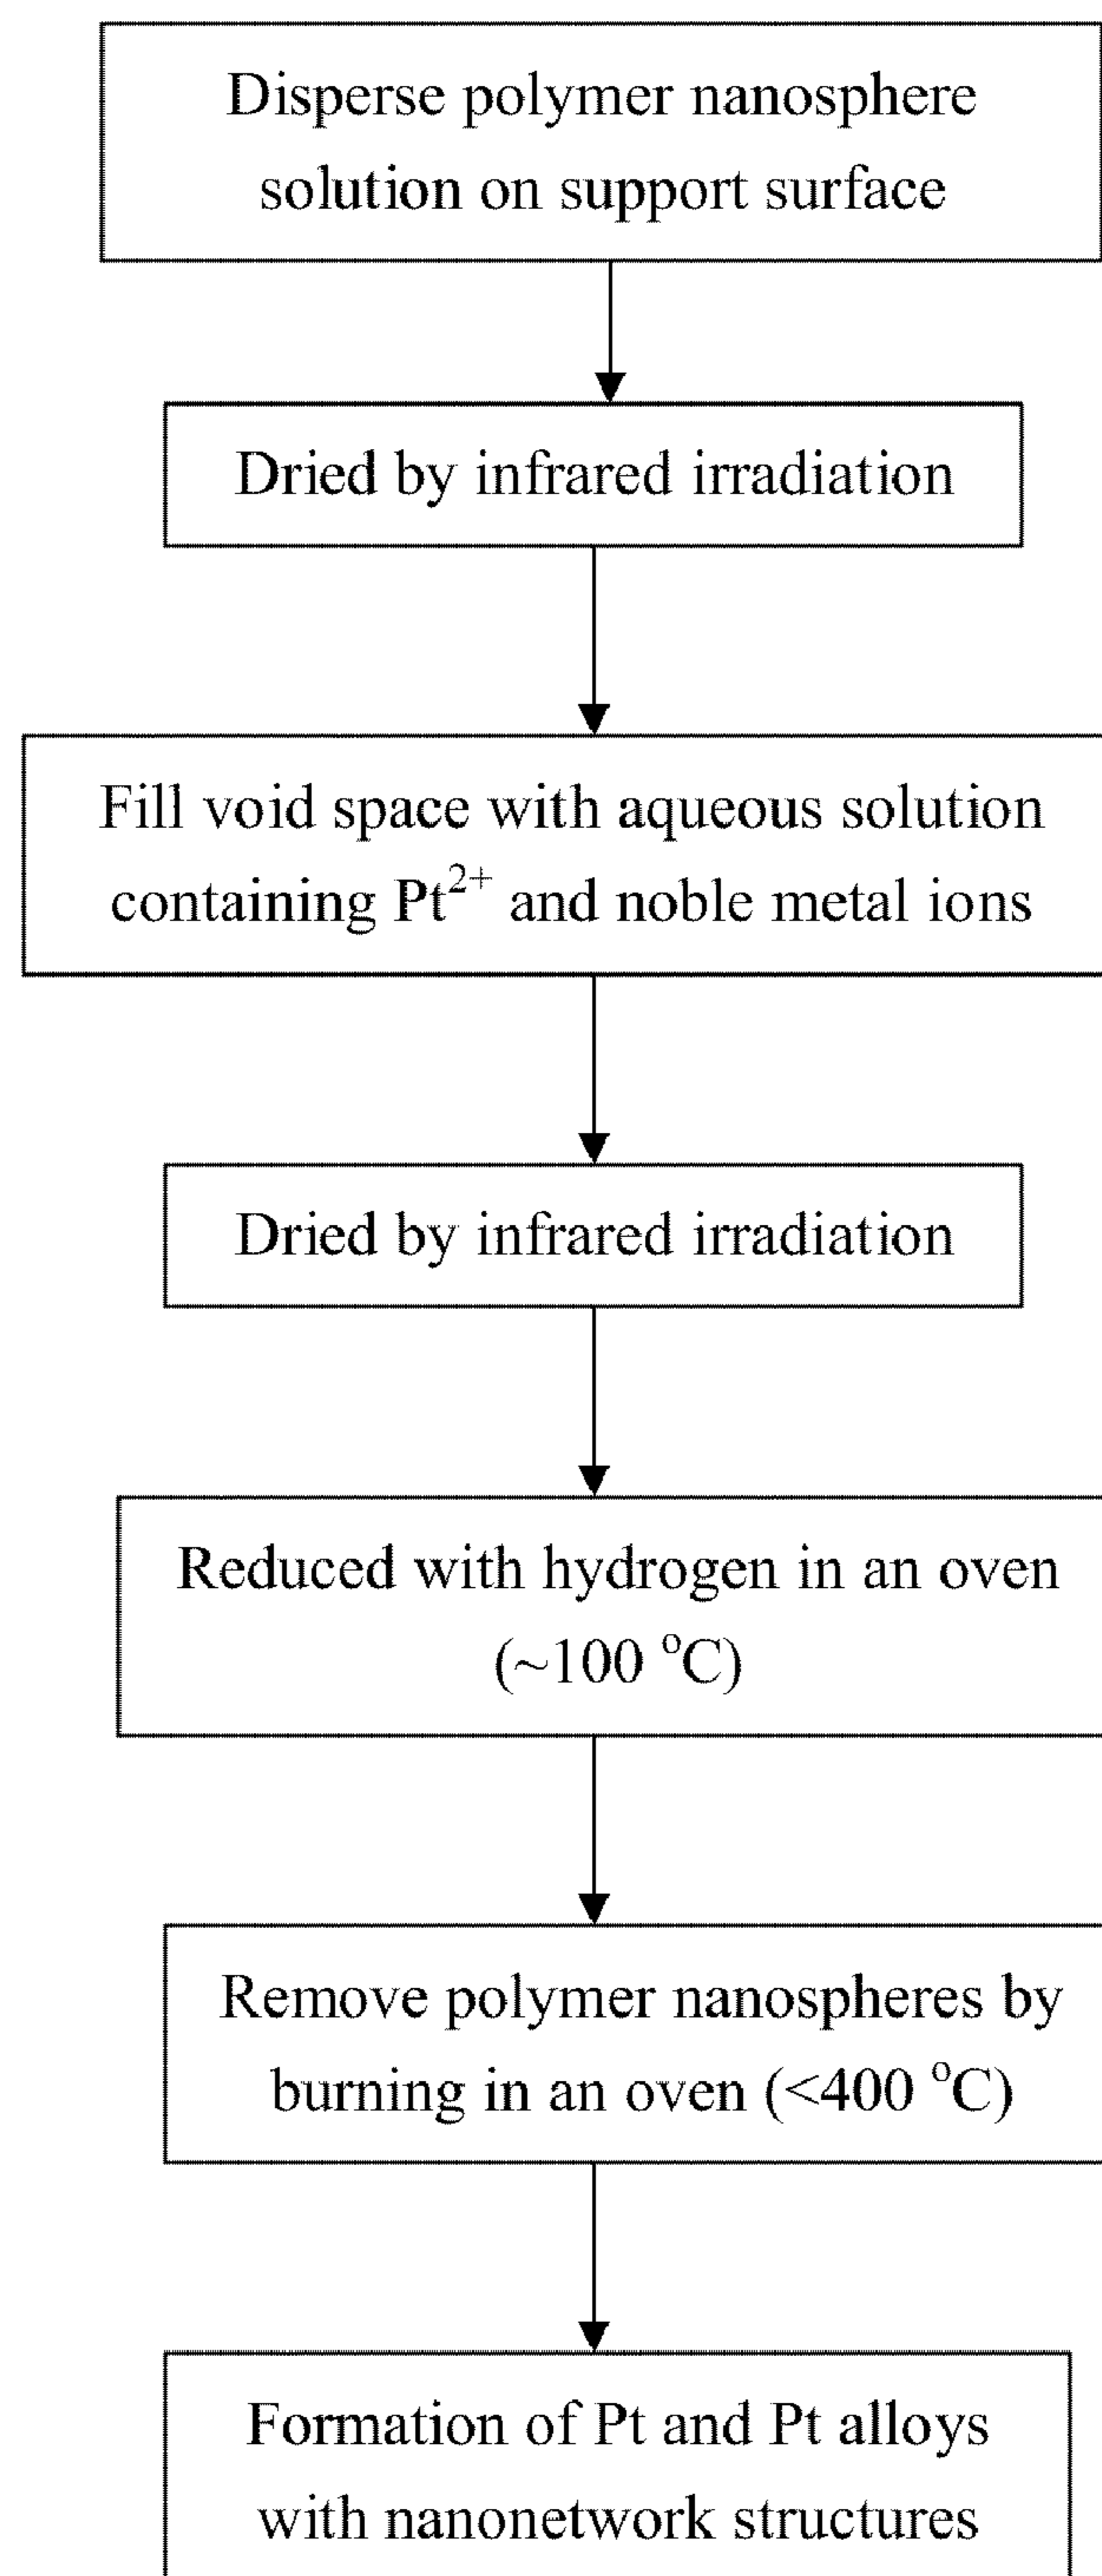 Disperse polymer nanosphere
solution on support surface
Dried by infrared irradiation
Fill void space with aqueous solution
containing Pt²⁺ and noble metal ions
Dried by infrared irradiation
Reduced with hydrogen in an oven
(~100 °C)
Remove polymer nanospheres by
burning in an oven (<400 °C)
Formation of Pt and Pt alloys
with nanonetwork structures